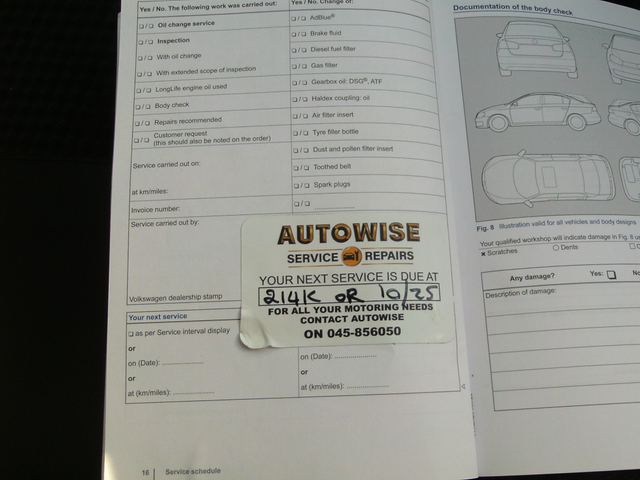 Yes / No. The following work was carried out:
❑ / ❑ Oil change service
❑ / ❑ Inspection
❑ / ❑ With oil change
❑ / ❑ With extended scope of inspection
❑ / ❑ LongLife engine oil used
❑ / ❑ Body check
❑ / ❑ Repairs recommended
❑ / ❑ Customer request
(this should also be noted on the order)
Service carried out on:
at km/miles:
Invoice number:
Service carried out by:
Volkswagen dealership stamp
Yes / No. Change of:
❑ / ❑ AdBlue®
❑ / ❑ Brake fluid
❑ / ❑ Diesel fuel filter
❑ / ❑ Gas filter
❑ / ❑ Gearbox oil: DSG®, ATF
❑ / ❑ Haldex coupling: oil
❑ / ❑ Air filter insert
❑ / ❑ Tyre filler bottle
❑ / ❑ Dust and pollen filter insert
❑ / ❑ Toothed belt
❑ / ❑ Spark plugs
❑ / ❑ ....................
AUTOWISE
SERVICE REPAIRS
YOUR NEXT SERVICE IS DUE AT
214K OR 10/25
FOR ALL YOUR MOTORING NEEDS
CONTACT AUTOWISE
ON 045-856050
Your next service
❑ as per Service interval display
or
on (Date): ....................
or
at (km/miles): ....................
on (Date): ....................
or
at (km/miles): ....................
16 Service schedule
Documentation of the body check
Fig. 8 Illustration valid for all vehicles and body designs
Your qualified workshop will indicate damage in Fig. 8
× Scratches ○ Dents
Any damage? Yes: ❑
Description of damage: